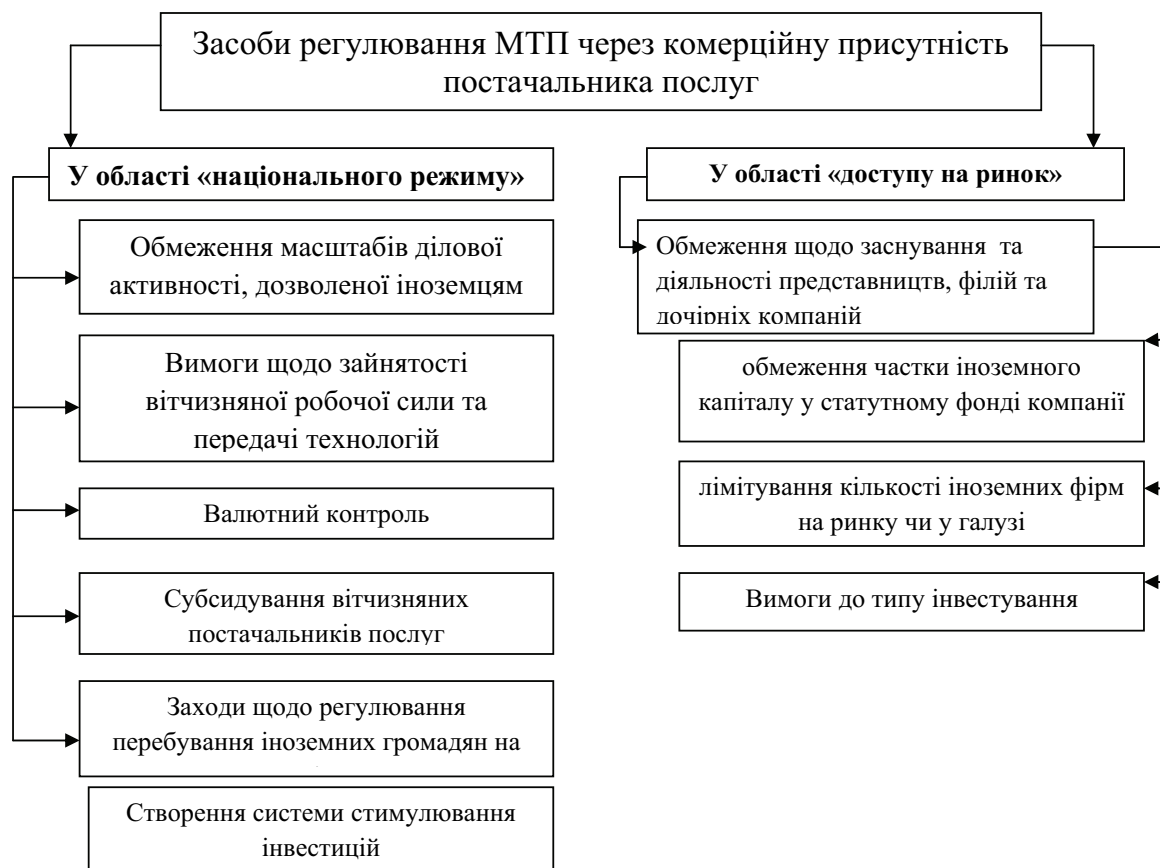 Засоби регулювання МТП через комерційну присутність
постачальника послуг
У області «національного режиму»
Обмеження масштабів ділової
активності, дозволеної іноземцям
Вимоги щодо зайнятості
вітчизняної робочої сили та
передачі технологій
Валютний контроль
Субсидування вітчизняних
постачальників послуг
Заходи щодо регулювання
перебування іноземних громадян на
Створення системи стимулювання
інвестицій
У області «доступу на ринок»
Обмеження щодо заснування та
діяльності представництв, філій та
дочірніх компаній
обмеження частки іноземного
капіталу у статутному фонді компанії
лімітування кількості іноземних фірм
на ринку чи у галузі
Вимоги до типу інвестування